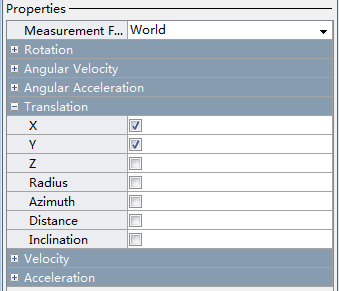 Properties
Measurement F... World
Rotation
Angular Velocity
Angular Acceleration
Translation
X
Y
Z
Radius
Azimuth
Distance
Inclination
Velocity
Acceleration